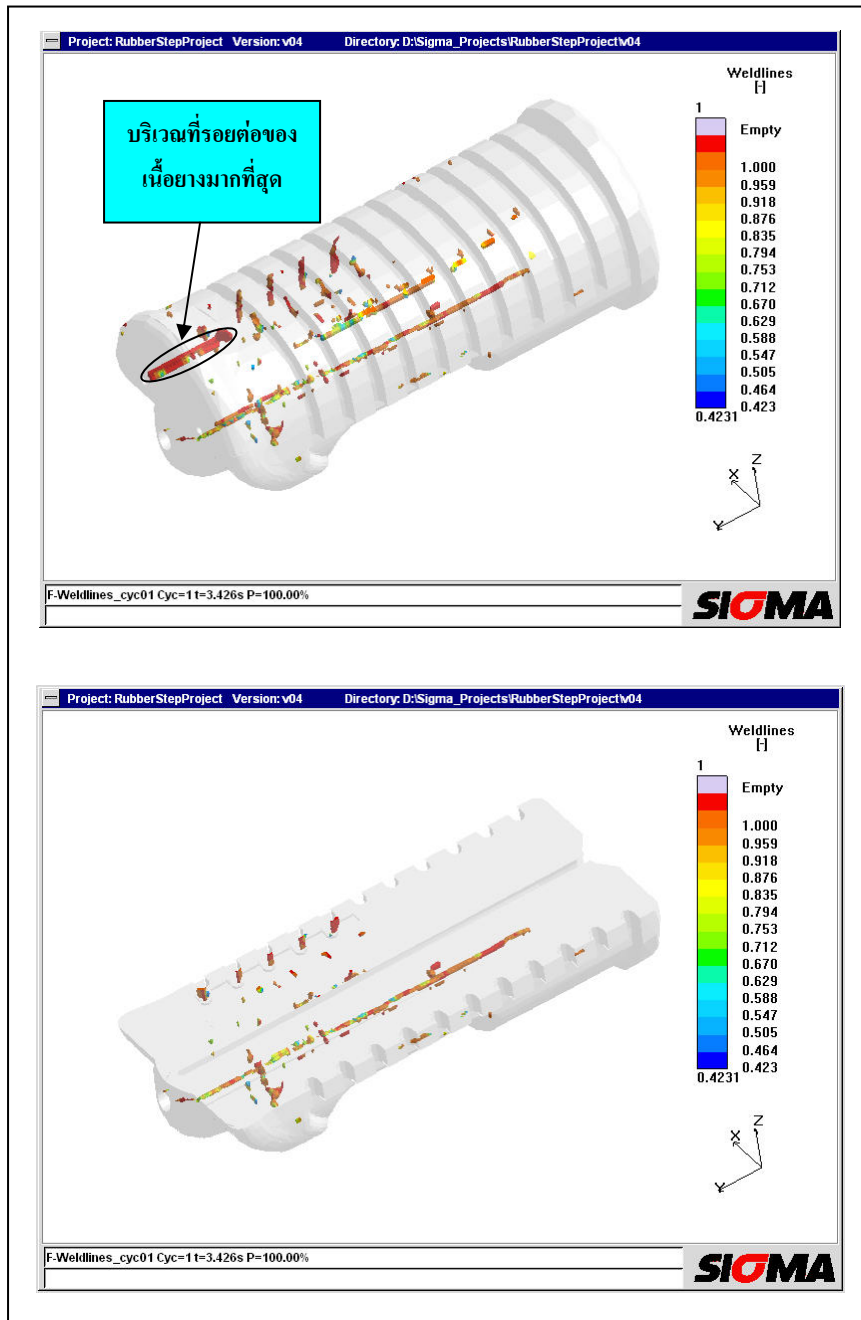 Project: RubberStepProject Version: v04 Directory: D:\Sigma_Projects\RubberStepProject\v04
Weldlines
[-]
บริเวณที่รอยต่อของ
เนื้อยางมากที่สุด
1
Empty
1.000
0.959
0.918
0.876
0.835
0.794
0.753
0.712
0.670
0.629
0.588
0.547
0.505
0.464
0.423
0.4231
Z
X
Y
F-Weldlines_cyc01 Cyc=1 t=3.426s P=100.00%
SIGMA
Project: RubberStepProject Version: v04 Directory: D:\Sigma_Projects\RubberStepProject\v04
Weldlines
[-]
1
Empty
1.000
0.959
0.918
0.876
0.835
0.794
0.753
0.712
0.670
0.629
0.588
0.547
0.505
0.464
0.423
0.4231
Z
X
Y
F-Weldlines_cyc01 Cyc=1 t=3.426s P=100.00%
SIGMA